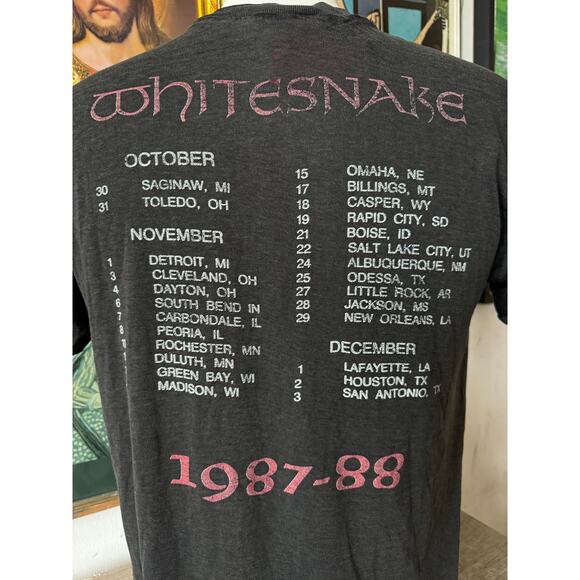 WHITESNAKE
OCTOBER
30 SAGINAW, MI
31 TOLEDO, OH
NOVEMBER
1 DETROIT, MI
3 CLEVELAND, OH
4 DAYTON, OH
6 SOUTH BEND IN
7 CARBONDALE, IL
8 PEORIA, IL
ROCHESTER, MN
DULUTH, MN
GREEN BAY, WI
MADISON, WI
15 OMAHA, NE
17 BILLINGS, MT
18 CASPER, WY
19 RAPID CITY, SD
21 BOISE, ID
22 SALT LAKE CITY, UT
24 ALBUQUERQUE, NM
25 ODESSA, TX
27 LITTLE ROCK, AR
28 JACKSON, MS
29 NEW ORLEANS, LA
DECEMBER
1 LAFAYETTE, LA
2 HOUSTON, TX
3 SAN ANTONIO, TX
1987-88